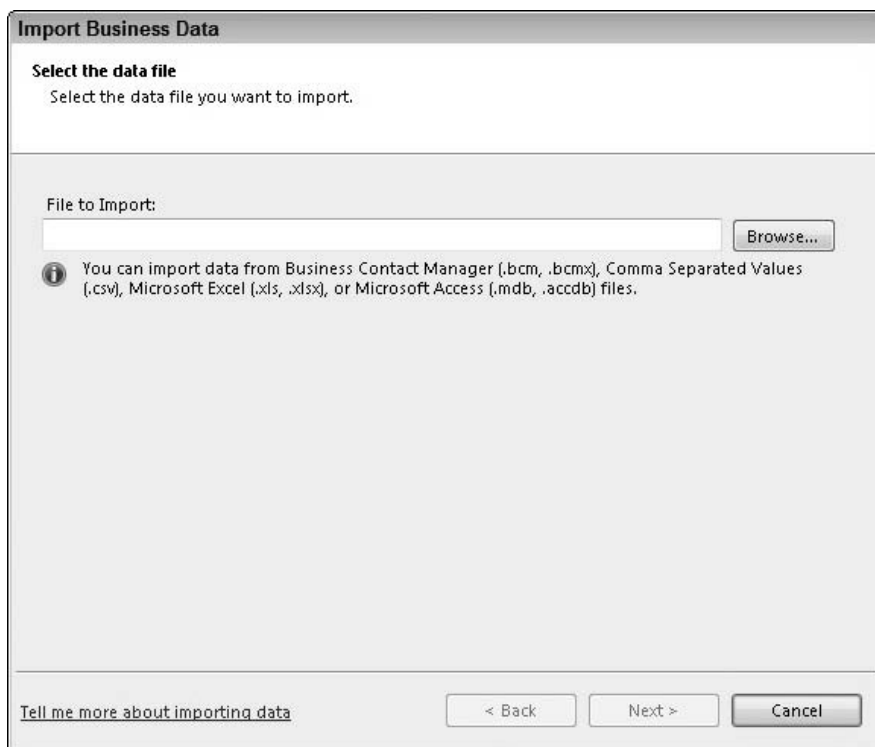 Import Business Data
Select the data file
Select the data file you want to import.
File to Import:
Browse...
You can import data from Business Contact Manager (.bcm, .bcmx), Comma Separated Values
(.csv), Microsoft Excel (.xls, .xlsx), or Microsoft Access (.mdb, .accdb) files.
Tell me more about importing data
< Back
Next >
Cancel